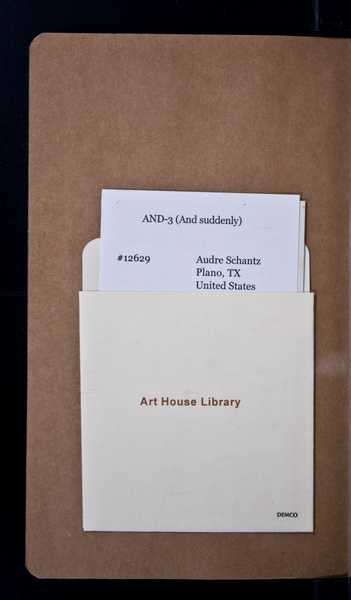 AND-3 (And suddenly)
#12629 Audre Schantz
Plano, TX
United States
Art House Library
DEMCO